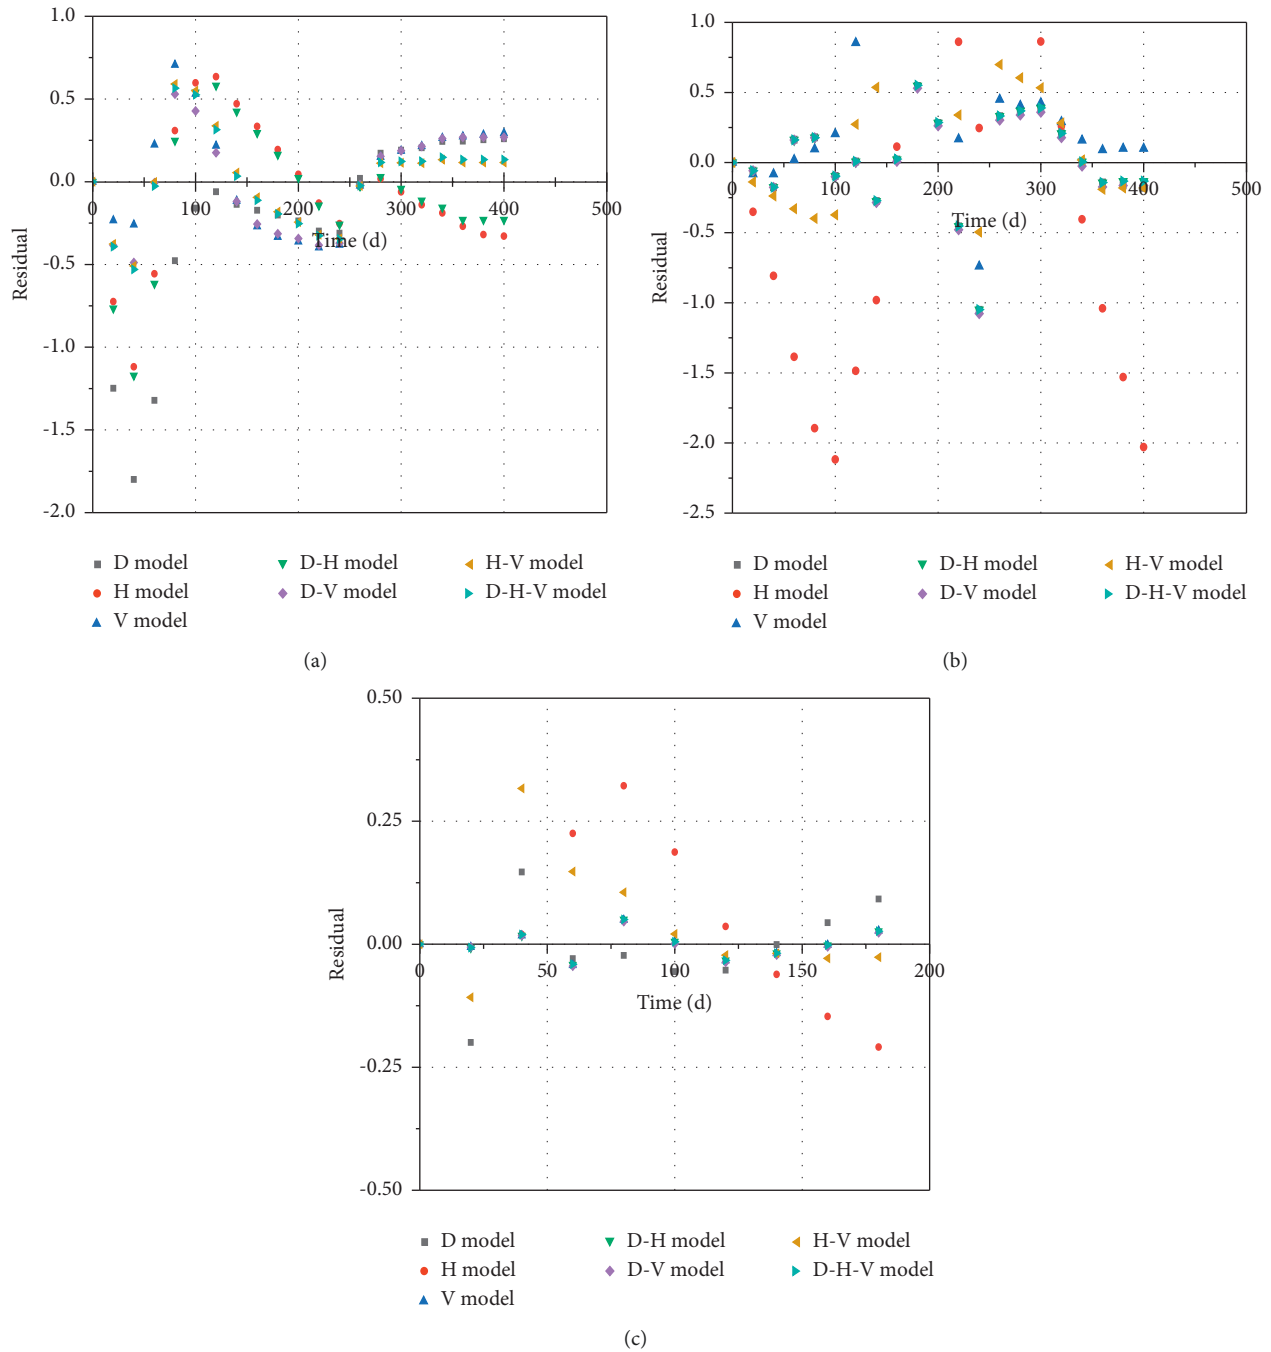 1.0
0.5
0.0
-0.5
-1.0
-1.5
-2.0
0 100 200 300 400 500
Time (d)
Residual
D model D-H model H-V model
H model D-V model D-H-V model
V model
(a)
1.0
0.5
0.0
-0.5
-1.0
-1.5
-2.0
-2.5
0 100 200 300 400 500
Time (d)
Residual
D model D-H model H-V model
H model D-V model D-H-V model
V model
(b)
0.50
0.25
0.00
-0.25
-0.50
0 50 100 150 200
Time (d)
Residual
D model D-H model H-V model
H model D-V model D-H-V model
V model
(c)